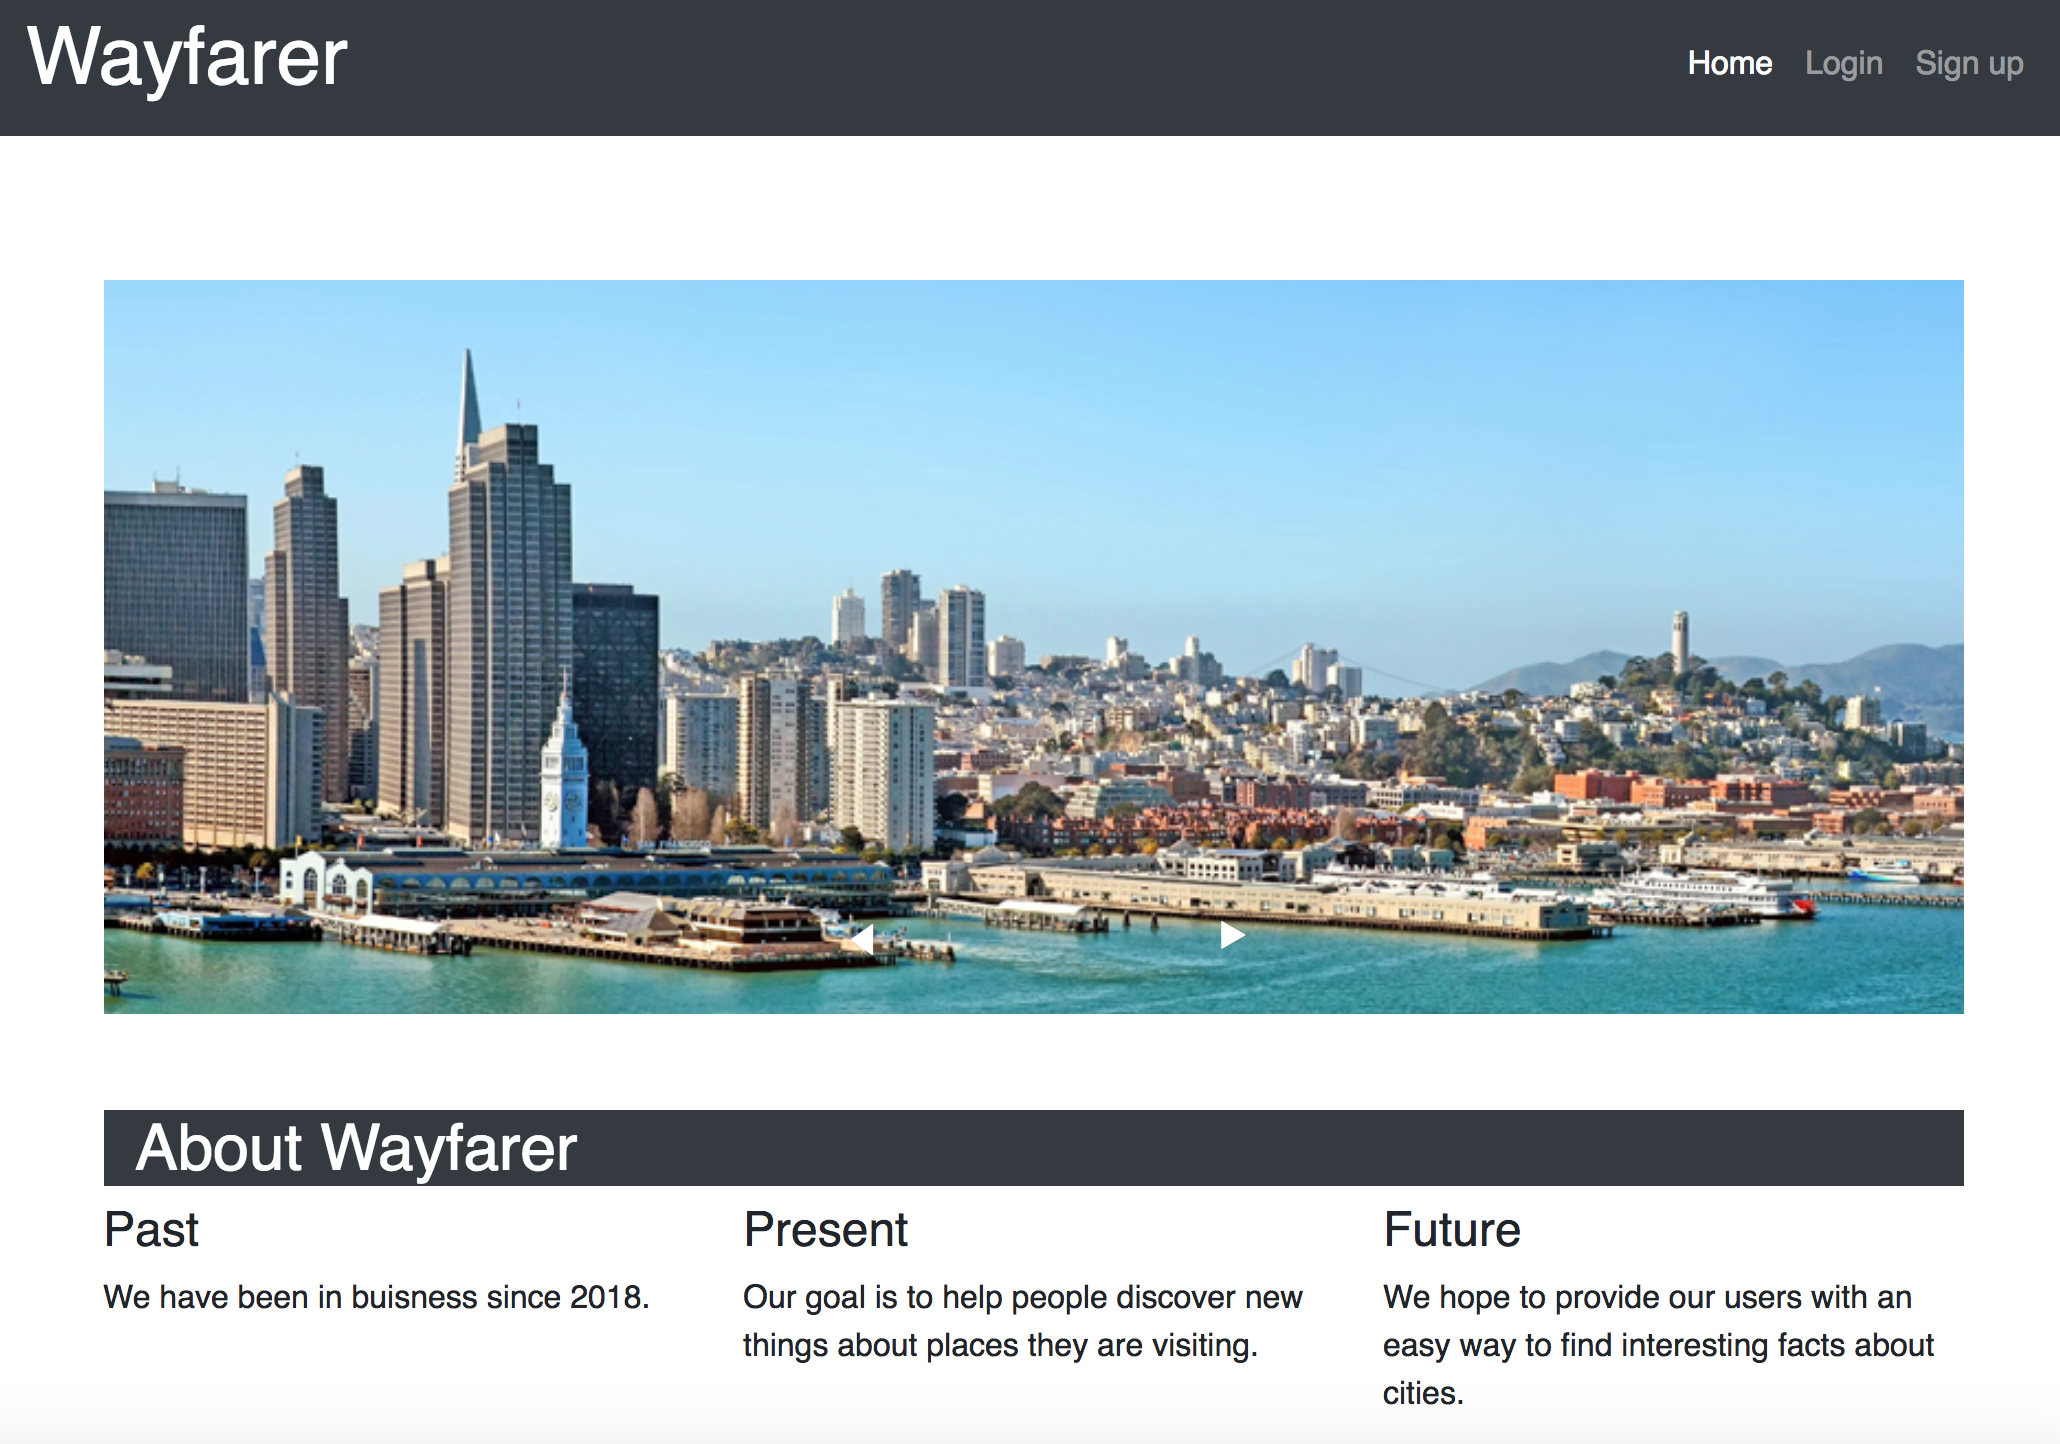 Wayfarer
Home Login Sign up
About Wayfarer
Past
We have been in buisness since 2018.
Present
Our goal is to help people discover new
things about places they are visiting.
Future
We hope to provide our users with an
easy way to find interesting facts about
cities.